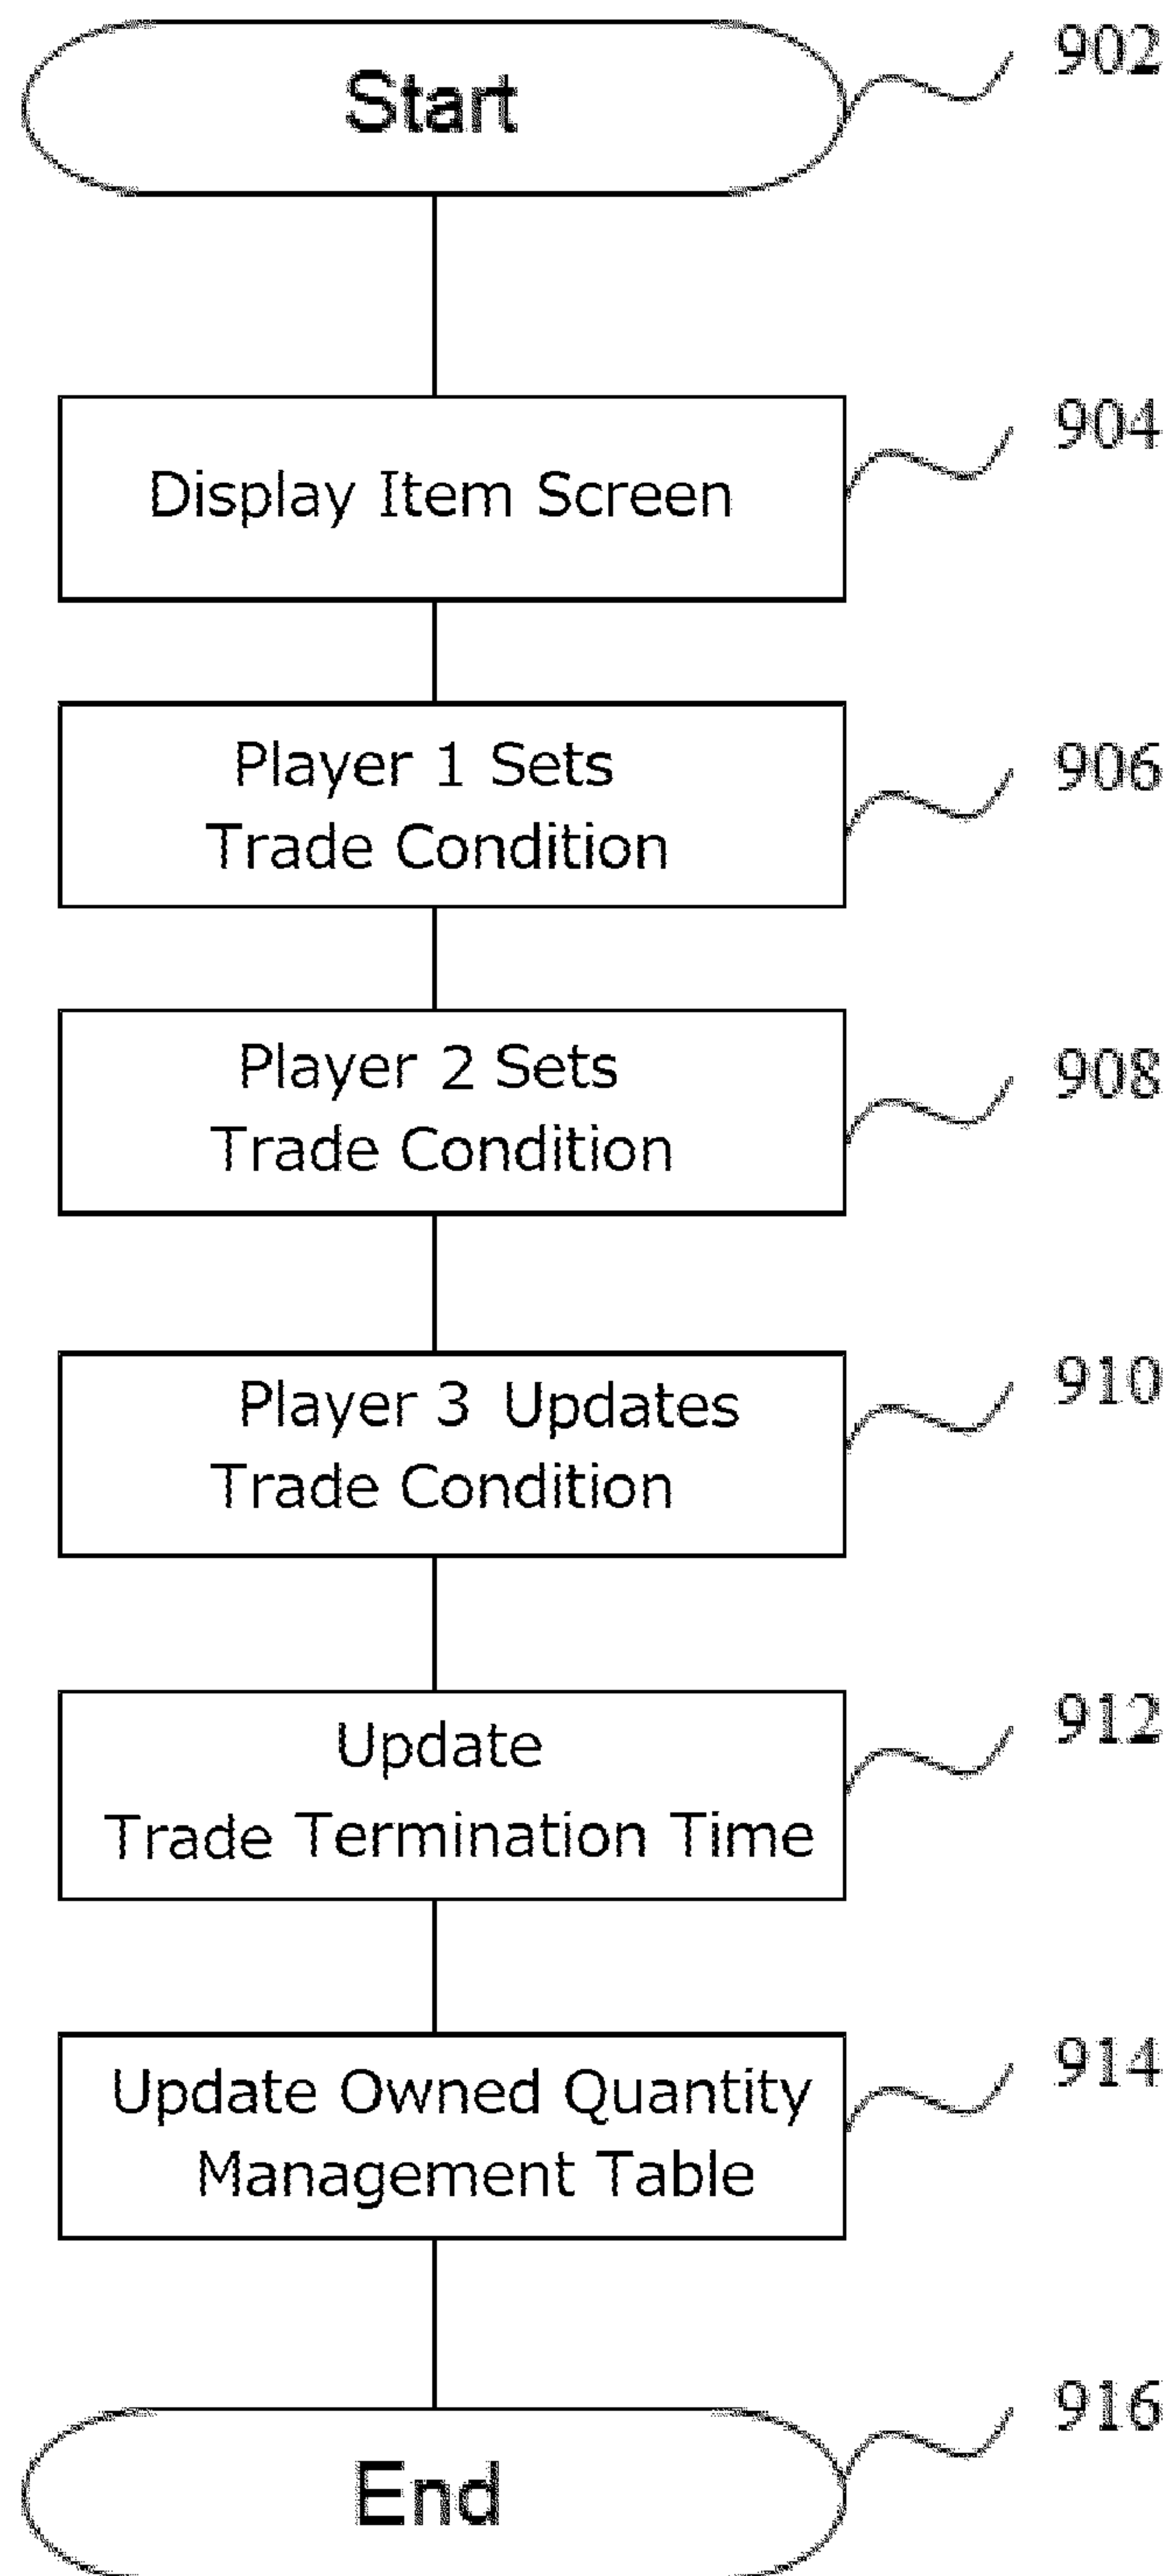 Start
902
Display Item Screen
904
Player 1 Sets
Trade Condition
906
Player 2 Sets
Trade Condition
908
Player 3 Updates
Trade Condition
910
Update
Trade Termination Time
912
Update Owned Quantity
Management Table
914
End
916